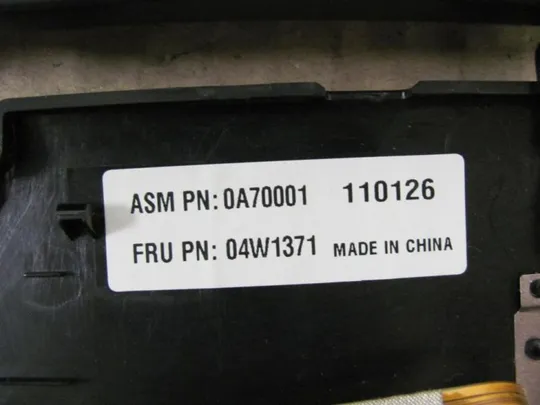 ASM PN: 0A70001 110126
FRU PN: 04W1371 MADE IN CHINA